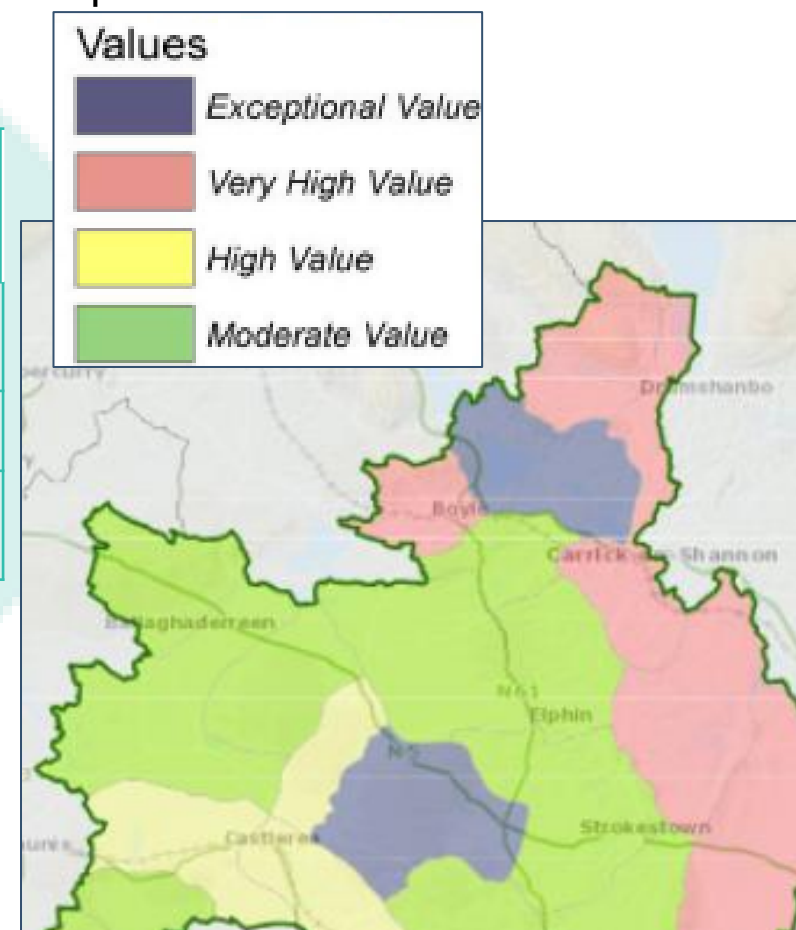 Values
Exceptional Value
Very High Value
High Value
Moderate Value
Drumshanbo
Boyle
Carrick-on-Shannon
Ballaghaderreen
N61
Elphin
N5
Castlerea
Strokestown